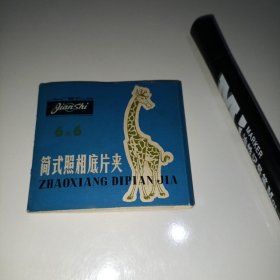 Jianshi
6×6
简式照相底片夹
ZHAOXIANG DIPIAN JIA
MARKER